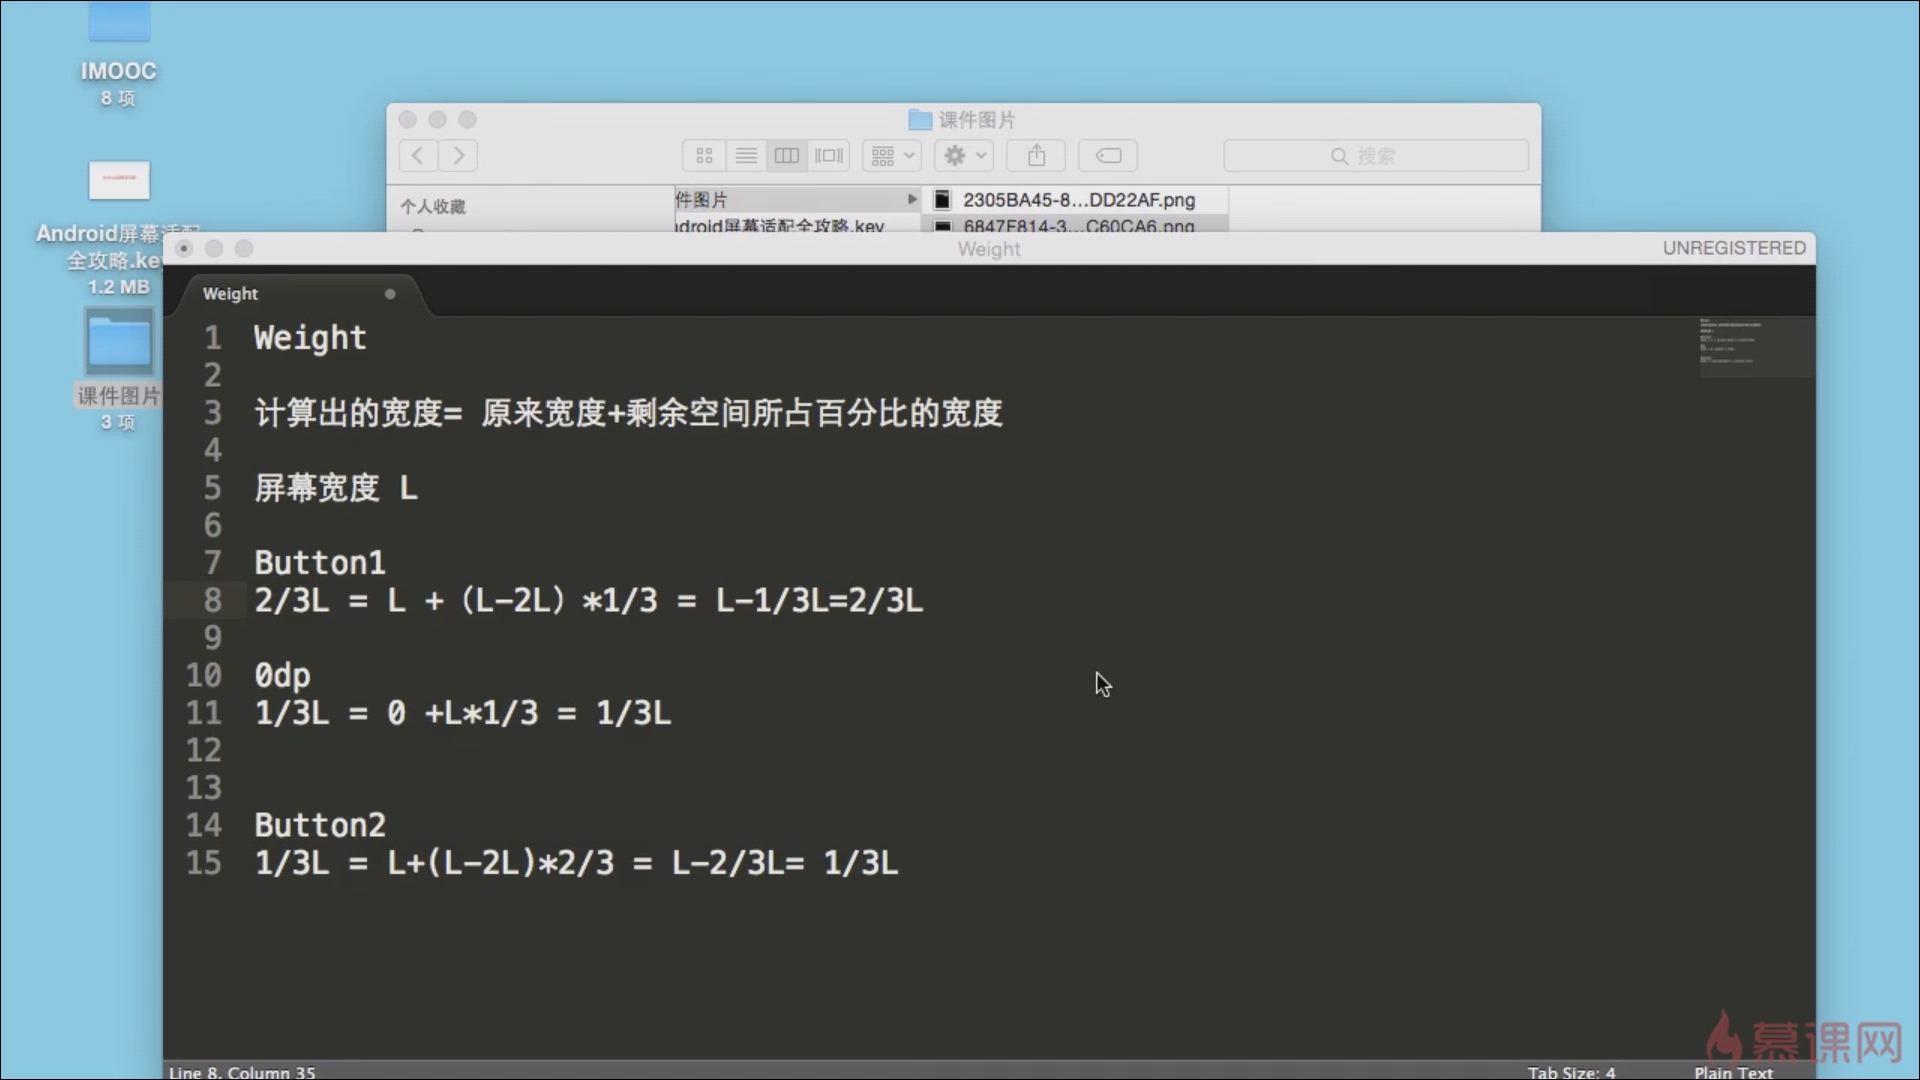 IMOOC
8 项
课件图片
搜索
个人收藏
件图片
2305BA45-8...DD22AF.png
droid屏幕适配全攻略.key
6847F814-3...C60CA6.png
Android屏幕适配
全攻略.key
1.2 MB
课件图片
3 项
Weight
UNREGISTERED
Weight
1 Weight
2
3 计算出的宽度= 原来宽度+剩余空间所占百分比的宽度
4
5 屏幕宽度 L
6
7 Button1
8 2/3L = L +（L-2L）*1/3 = L-1/3L=2/3L
9
10 0dp
11 1/3L = 0 +L*1/3 = 1/3L
12
13
14 Button2
15 1/3L = L+(L-2L)*2/3 = L-2/3L= 1/3L
慕课网
Line 8, Column 35
Tab Size: 4
Plain Text